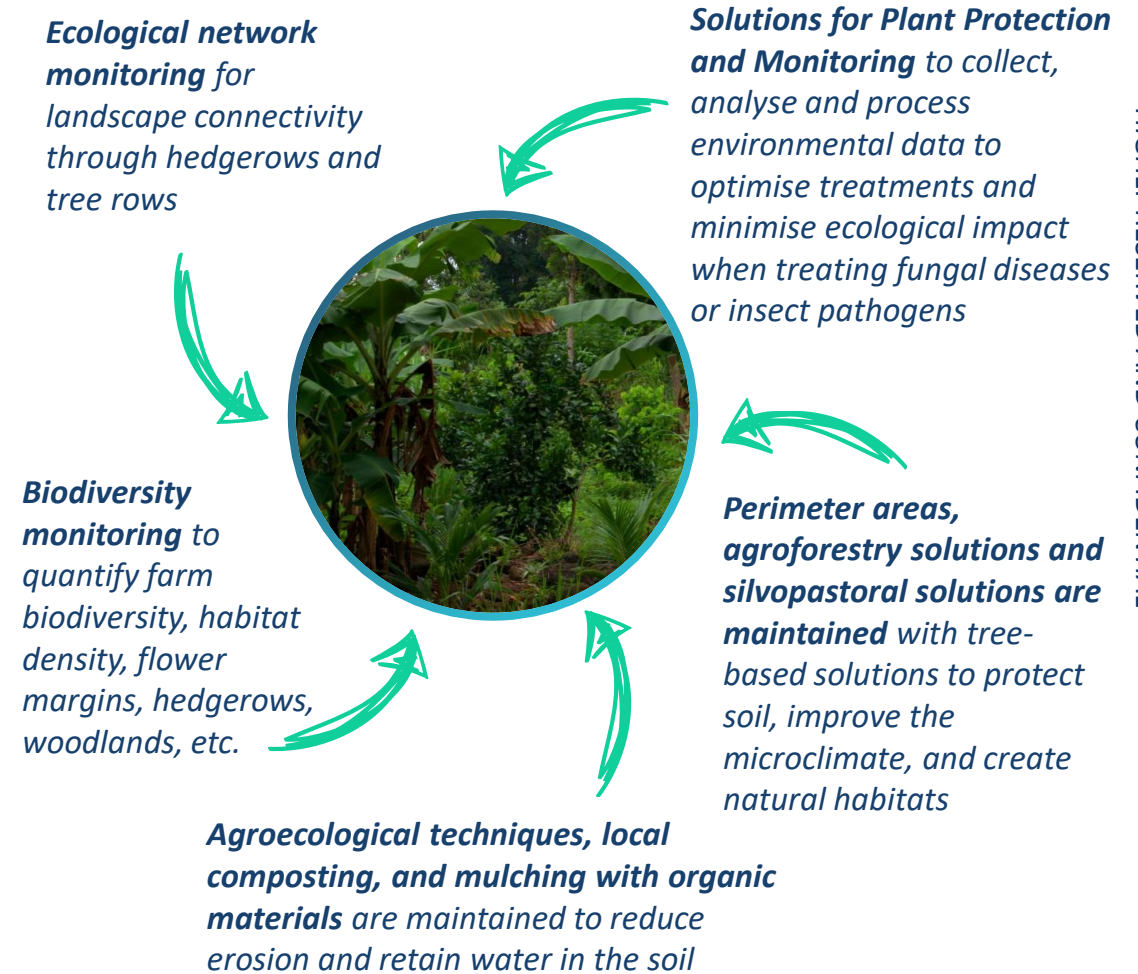 Ecological network
monitoring for
landscape connectivity
through hedgerows and
tree rows
Solutions for Plant Protection
and Monitoring to collect,
analyse and process
environmental data to
optimise treatments and
minimise ecological impact
when treating fungal diseases
or insect pathogens
Biodiversity
monitoring to
quantify farm
biodiversity, habitat
density, flower
margins, hedgerows,
woodlands, etc.
Perimeter areas,
agroforestry solutions and
silvopastoral solutions are
maintained with tree-
based solutions to protect
soil, improve the
microclimate, and create
natural habitats
Agroecological techniques, local
composting, and mulching with organic
materials are maintained to reduce
erosion and retain water in the soil